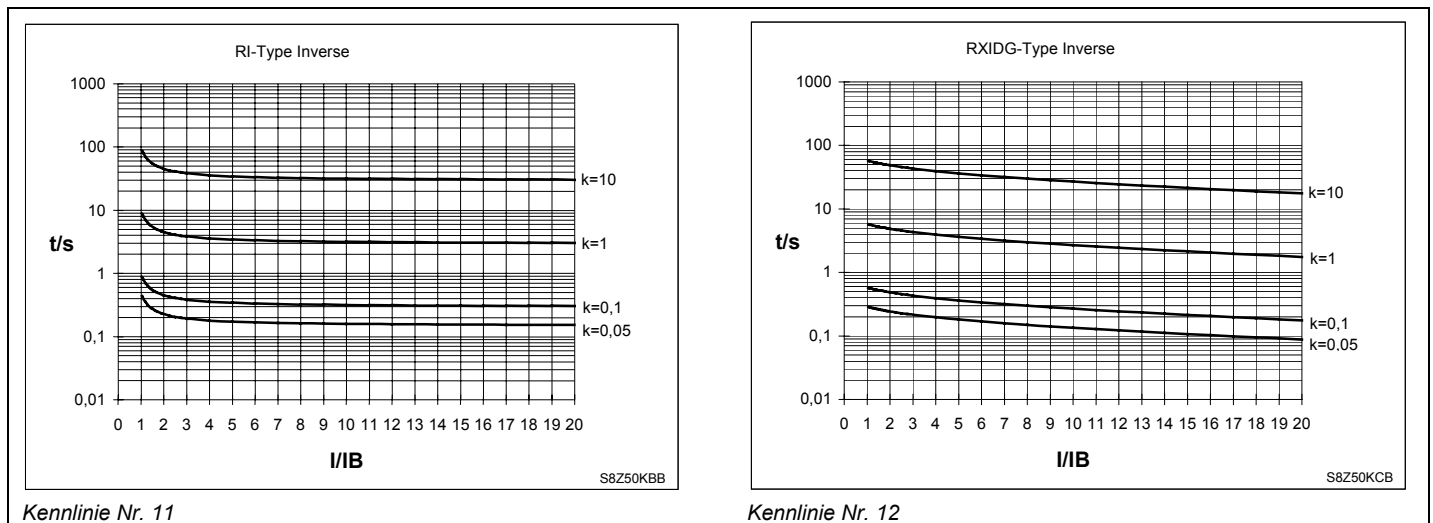 RI-Type Inverse
1000
100
10
1
0,1
0,01
t/s
k=10
k=1
k=0,1
k=0,05
0 1 2 3 4 5 6 7 8 9 10 11 12 13 14 15 16 17 18 19 20
I/IB
S8Z50KBB
Kennlinie Nr. 11
RXIDG-Type Inverse
1000
100
10
1
0,1
0,01
t/s
k=10
k=1
k=0,1
k=0.05
0 1 2 3 4 5 6 7 8 9 10 11 12 13 14 15 16 17 18 19 20
I/IB
S8Z50KCB
Kennlinie Nr. 12